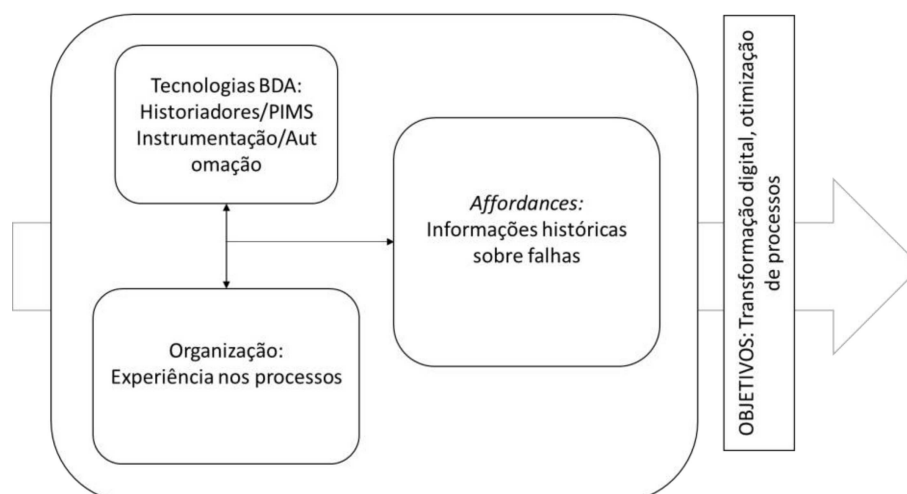 Tecnologias BDA:
Historiadores/PIMS
Instrumentação/Aut
omação
Affordances:
Informações históricas
sobre falhas
Organização:
Experiência nos processos
OBJETIVOS: Transformação digital, otimização
de processos